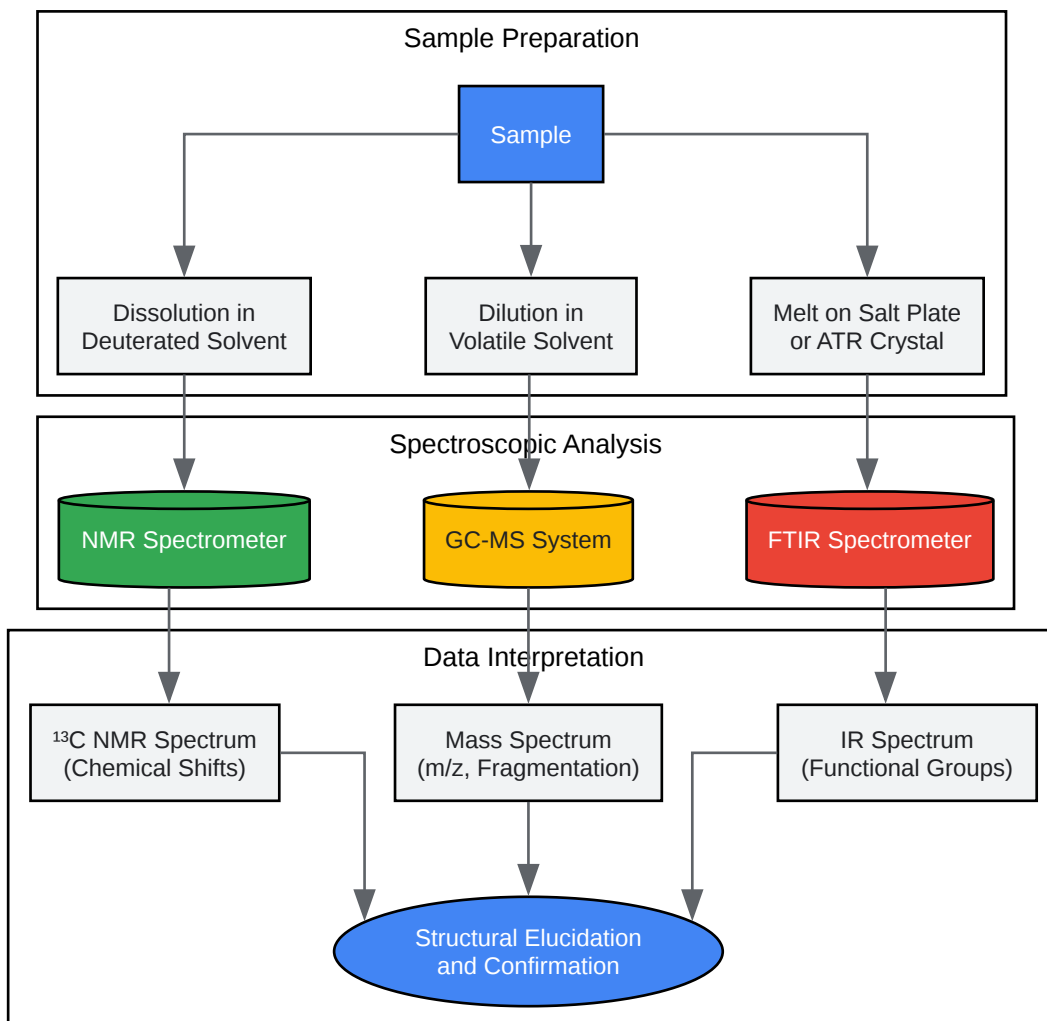 Sample Preparation
Sample
Dissolution in
Deuterated Solvent
Dilution in
Volatile Solvent
Melt on Salt Plate
or ATR Crystal
Spectroscopic Analysis
NMR Spectrometer
GC-MS System
FTIR Spectrometer
Data Interpretation
¹³C NMR Spectrum
(Chemical Shifts)
Mass Spectrum
(m/z, Fragmentation)
IR Spectrum
(Functional Groups)
Structural Elucidation
and Confirmation